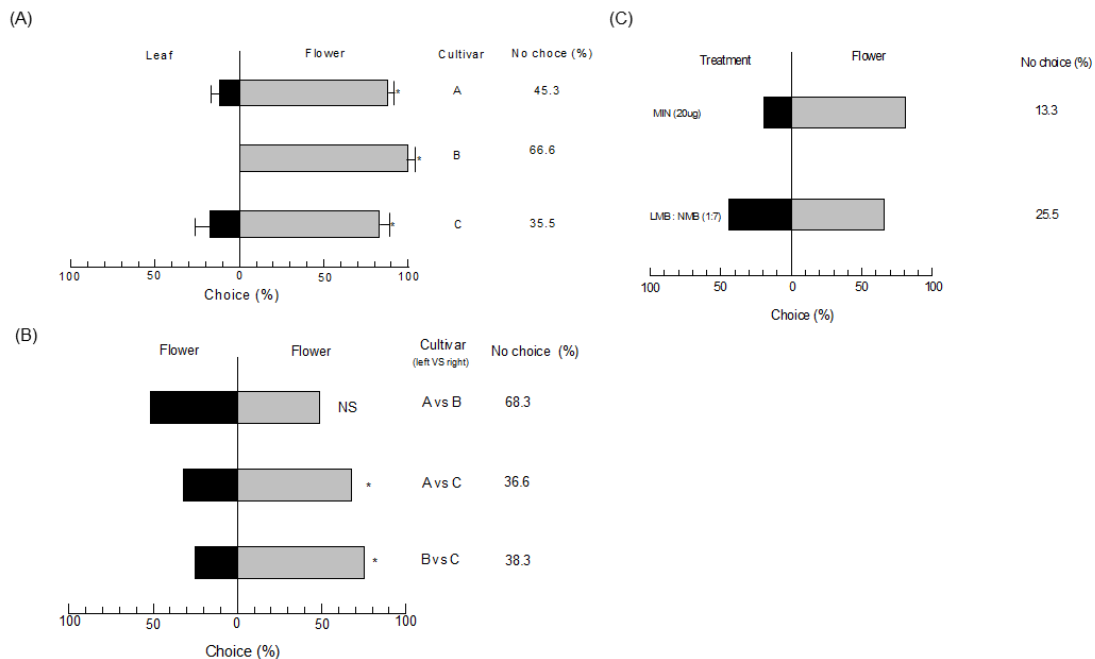 (A)
Leaf Flower Cultivar No choce (%)
* A 45.3
* B 66.6
* C 35.5
100 50 0 50 100
Choice (%)
(B)
Flower Flower Cultivar No choice (%)
(left VS right)
NS A vs B 68.3
* A vs C 36.6
* B vs C 38.3
100 50 0 50 100
Choice (%)
(C)
Treatment Flower No choice (%)
MIN (20ug) 13.3
LMB : NMB (1:7) 25.5
100 50 0 50 100
Choice (%)